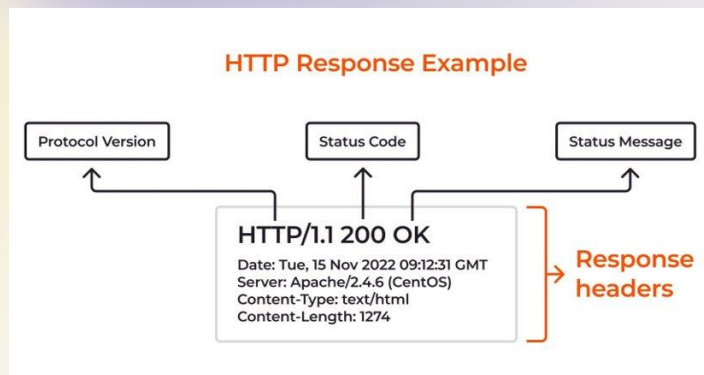 HTTP Response Example
Protocol Version
Status Code
Status Message
HTTP/1.1 200 OK
Date: Tue, 15 Nov 2022 09:12:31 GMT
Server: Apache/2.4.6 (CentOS)
Content-Type: text/html
Content-Length: 1274
Response
headers